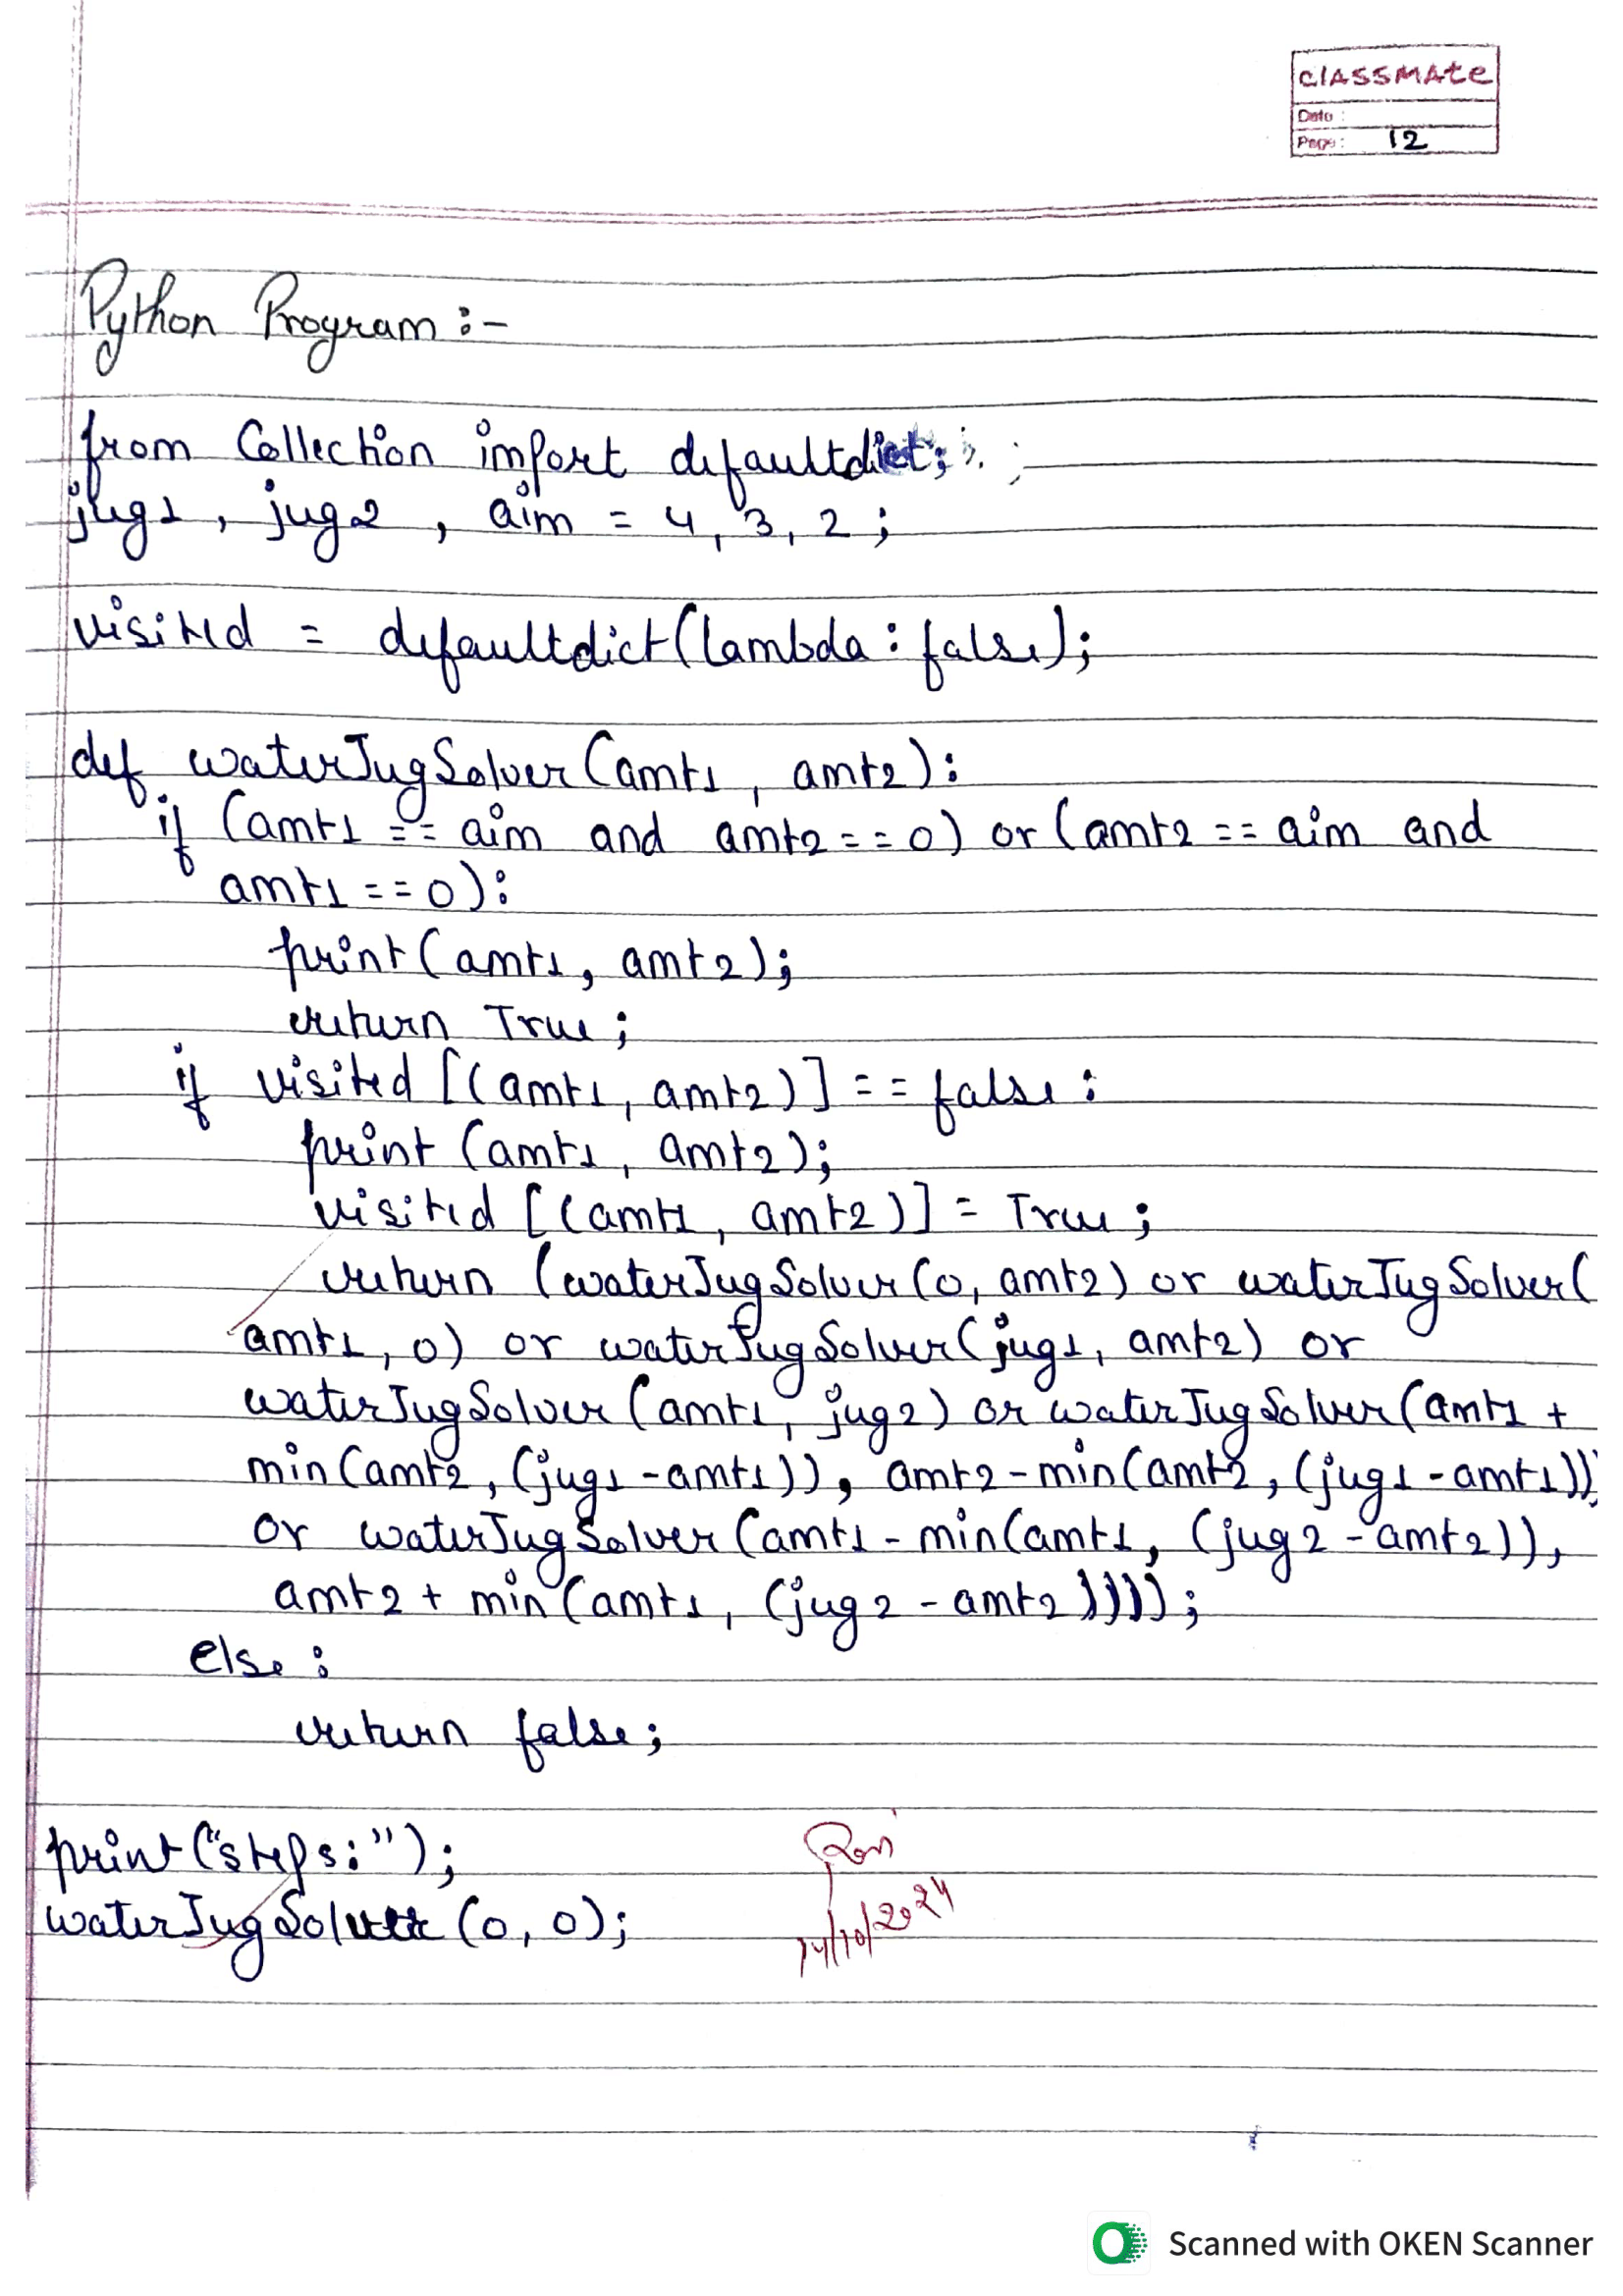 CLASSMATE
Date :
Page : 12
Python Program :-
from Collection import defaultdict;
jug1, jug2, aim = 4, 3, 2;
visited = defaultdict(lambda : false);
def waterJugSolver(amt1, amt2):
if (amt1 == aim and amt2 == 0) or (amt2 == aim and
amt1 == 0):
print(amt1, amt2);
return True;
if visited [(amt1, amt2)] == false :
print (amt1, amt2);
visited [(amt1, amt2)] = True;
return (waterJugSolver(0, amt2) or waterJugSolver(
amt1, 0) or waterJugSolver(jug1, amt2) or
waterJugSolver(amt1, jug2) or waterJugSolver(amt1 +
min(amt2, (jug1-amt1)), amt2-min(amt2, (jug1-amt1)))
or waterJugSolver(amt1-min(amt1, (jug2-amt2)),
amt2 + min(amt1, (jug2-amt2))));
else :
return false;
print("steps:");
waterJugSolver (0, 0);
14/10/2024
Scanned with OKEN Scanner